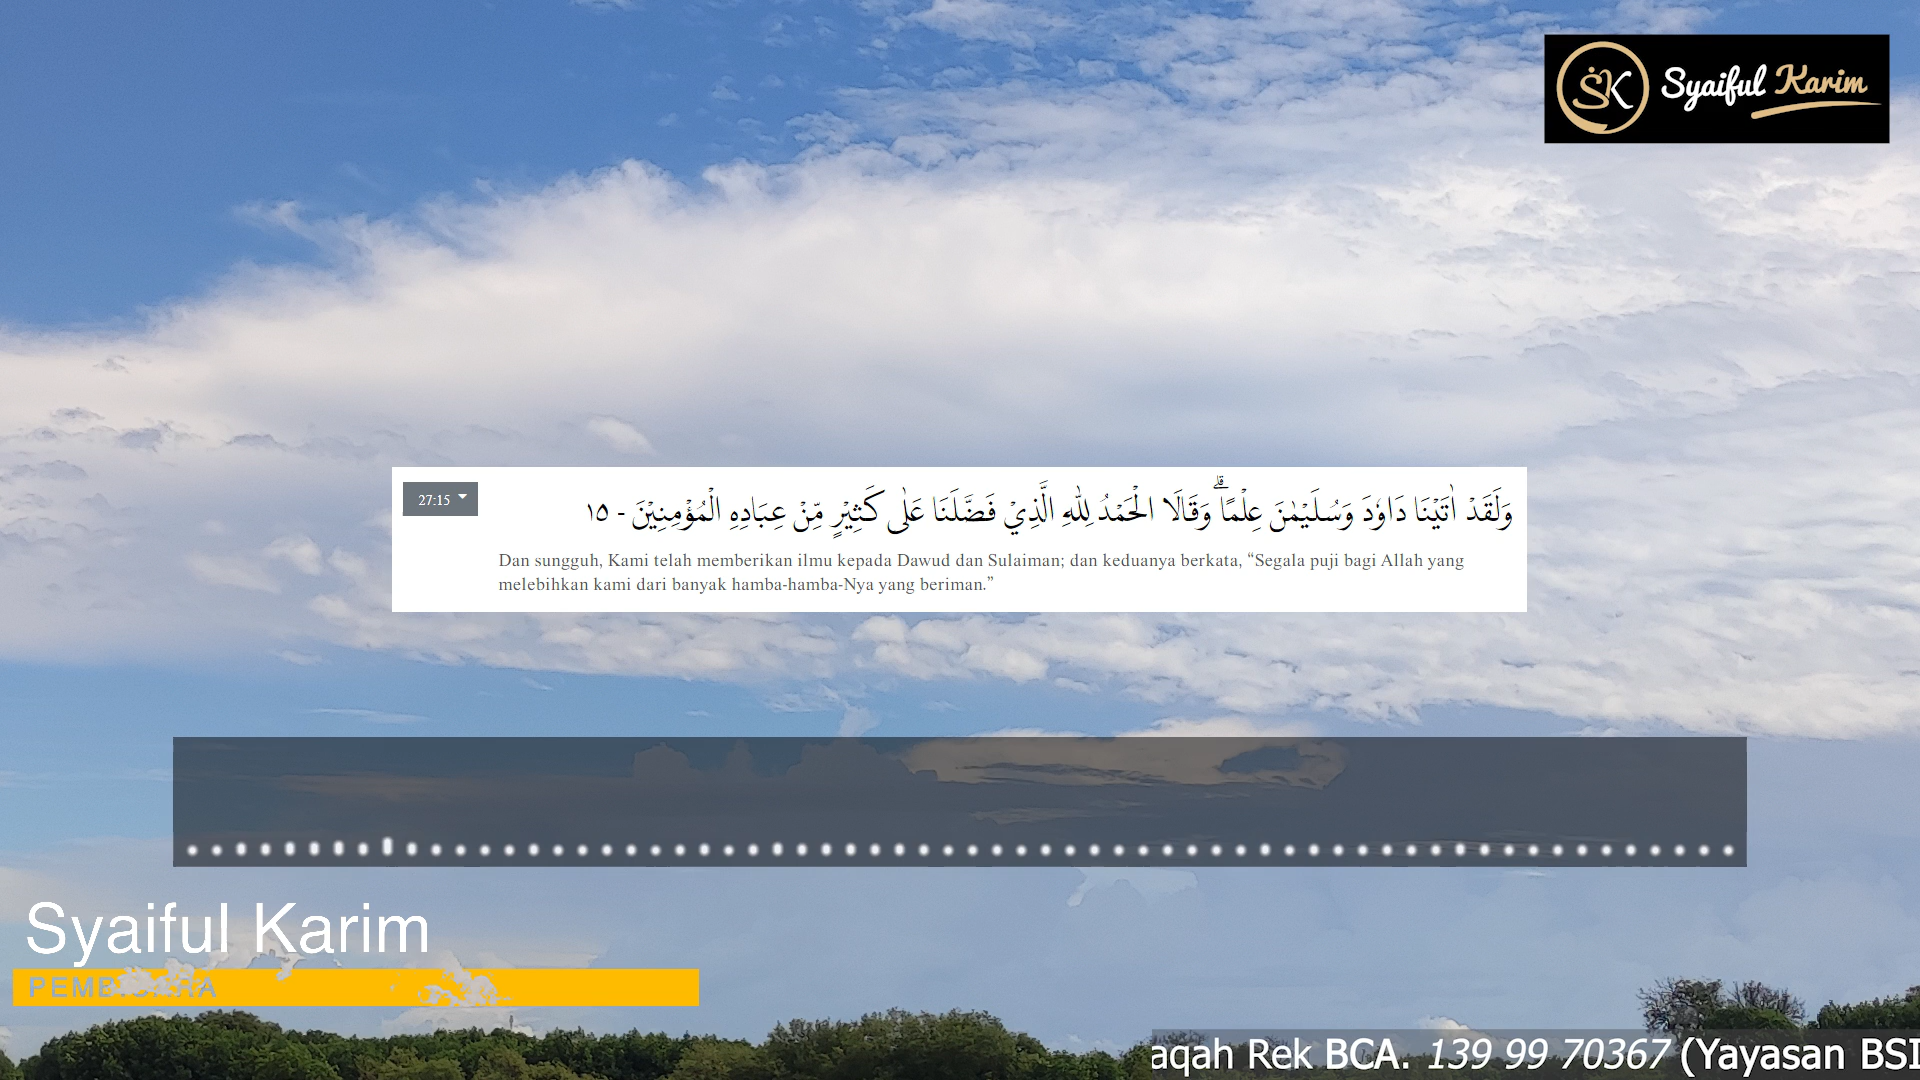 SK Syaiful Karim
27:15
وَلَقَدْ اٰتَيْنَا دَاوٗدَ وَسُلَيْمٰنَ عِلْمًاۗ وَقَالَا الْحَمْدُ لِلّٰهِ الَّذِيْ فَضَّلَنَا عَلٰى كَثِيْرٍ مِّنْ عِبَادِهِ الْمُؤْمِنِيْنَ - ١٥
Dan sungguh, Kami telah memberikan ilmu kepada Dawud dan Sulaiman; dan keduanya berkata, “Segala puji bagi Allah yang
melebihkan kami dari banyak hamba-hamba-Nya yang beriman.”
Syaiful Karim
PEMBICARA
aqah Rek BCA. 139 99 70367 (Yayasan BSI